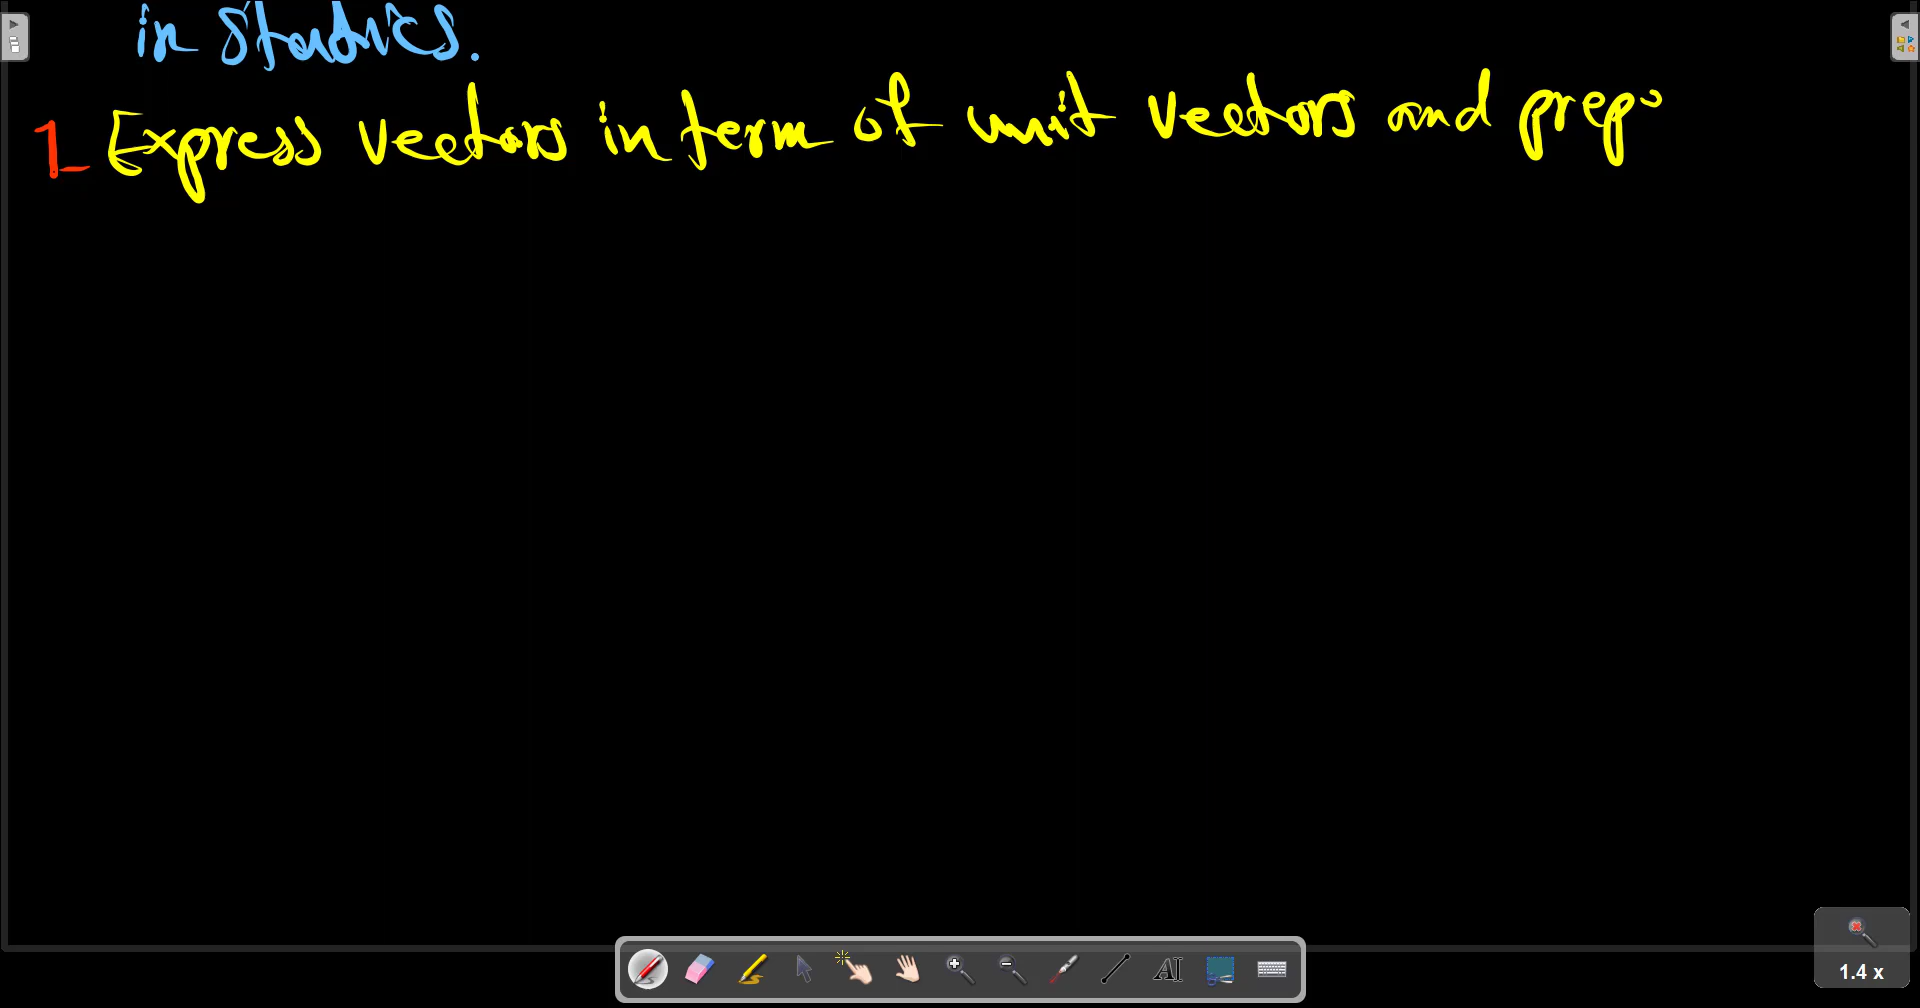 in statics.
1 Express vectors in term of unit vectors and prep
1.4 x